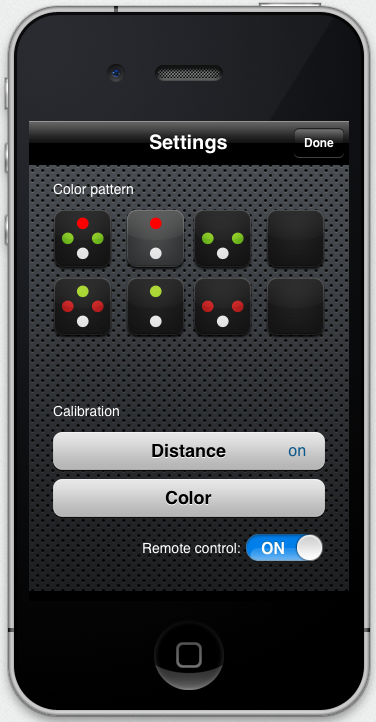 Settings
Done
Color pattern
Calibration
Distance on
Color
Remote control: ON